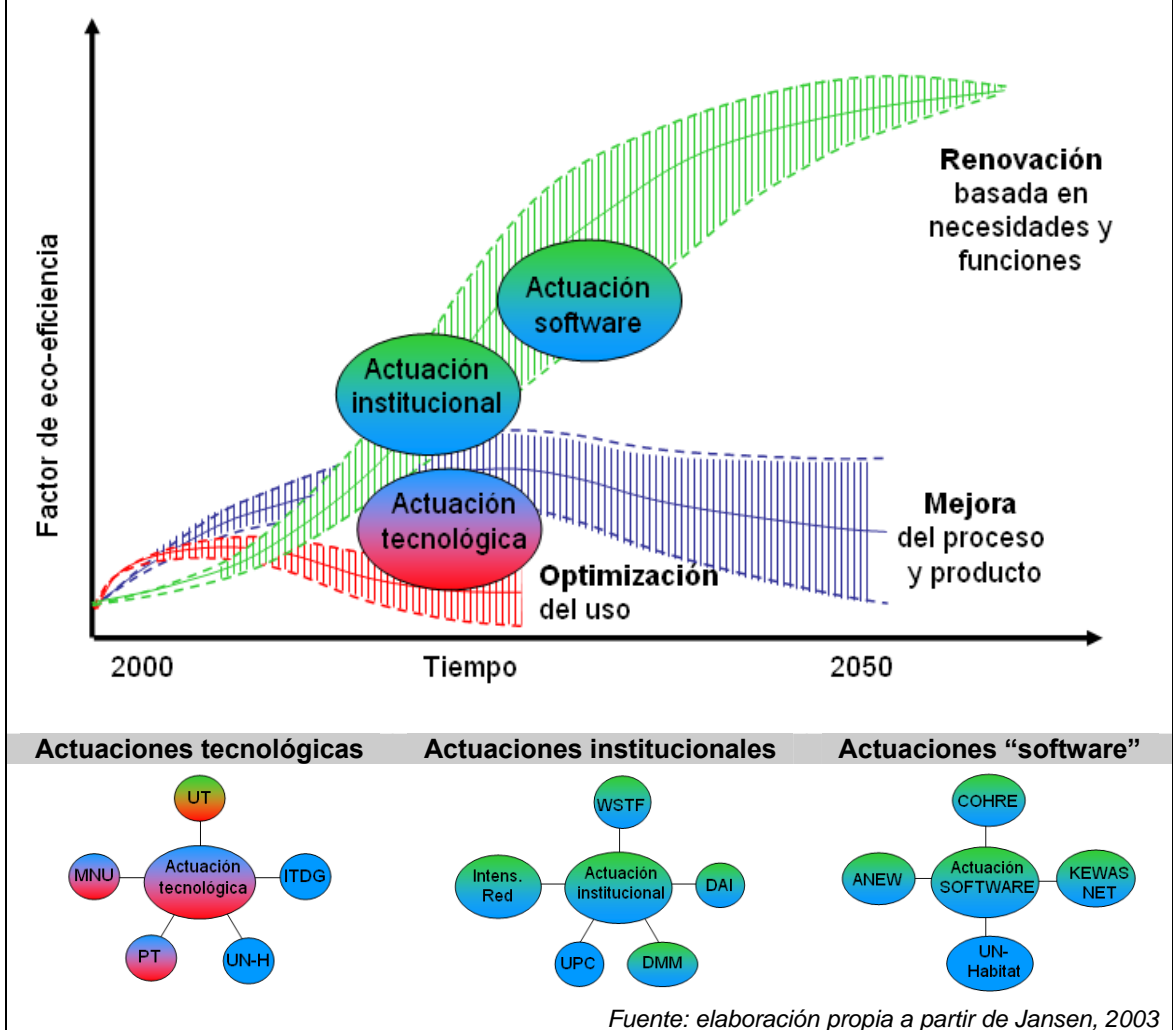 Factor de eco-eficiencia
Renovación
basada en
necesidades y
funciones
Actuación
software
Actuación
institucional
Actuación
tecnológica
Mejora
del proceso
y producto
Optimización
del uso
2000
Tiempo
2050
Actuaciones tecnológicas
Actuaciones institucionales
Actuaciones “software”
UT
MNU
Actuación
tecnológica
ITDG
PT
UN-H
WSTF
Intens.
Red
Actuación
institucional
DAI
UPC
DMM
COHRE
ANEW
Actuación
SOFTWARE
KEWAS
NET
UN-
Habitat
Fuente: elaboración propia a partir de Jansen, 2003